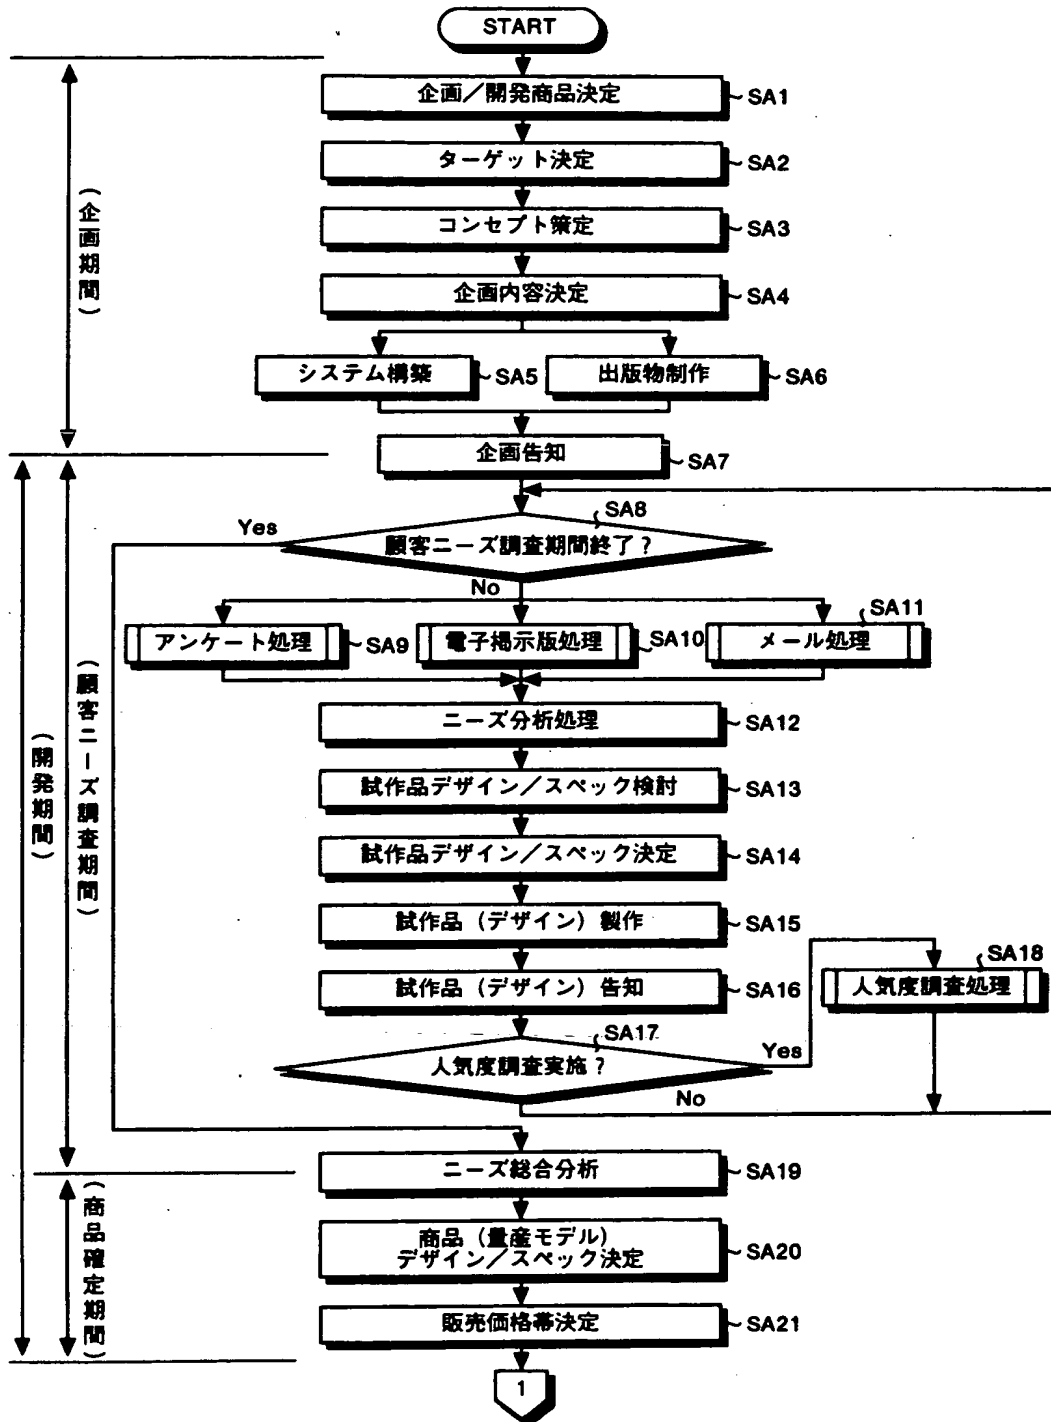 START
企画／開発商品決定
SA1
ターゲット決定
SA2
コンセプト策定
SA3
企画内容決定
SA4
システム構築
SA5
出版物制作
SA6
企画告知
SA7
（企画期間）
SA8
Yes
顧客ニーズ調査期間終了？
No
アンケート処理
SA9
電子掲示版処理
SA10
メール処理
SA11
ニーズ分析処理
SA12
試作品デザイン／スペック検討
SA13
試作品デザイン／スペック決定
SA14
試作品（デザイン）製作
SA15
試作品（デザイン）告知
SA16
SA17
人気度調査実施？
Yes
No
SA18
人気度調査処理
（顧客ニーズ調査期間）
（開発期間）
ニーズ総合分析
SA19
商品（量産モデル）
デザイン／スペック決定
SA20
販売価格帯決定
SA21
（商品確定期間）
1